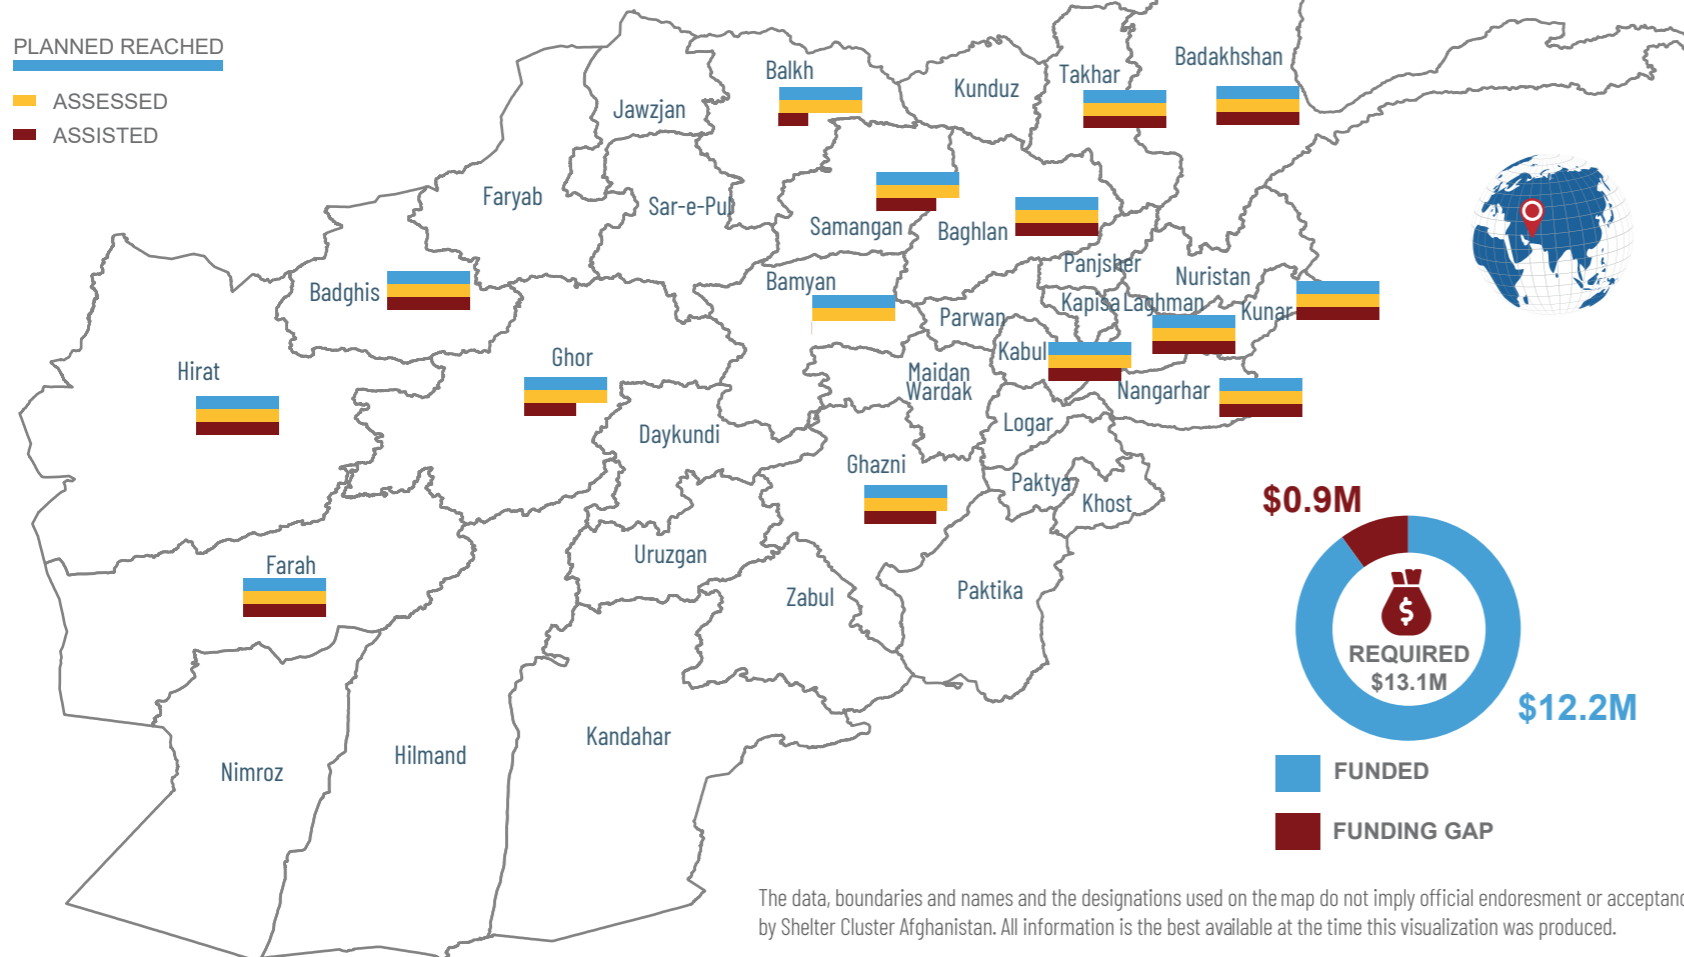 PLANNED REACHED
ASSESSED
ASSISTED
Badakhshan
Takhar
Balkh
Kunduz
Jawzjan
Faryab
Sar-e-Pul
Samangan
Baghlan
Panjsher
Nuristan
Badghis
Bamyan
Kapisa
Laghman
Kunar
Parwan
Kabul
Ghor
Hirat
Maidan
Wardak
Nangarhar
Logar
Daykundi
Ghazni
Paktya
Khost
Uruzgan
Farah
Zabul
Paktika
Kandahar
Hilmand
Nimroz
$0.9M
$
REQUIRED
$13.1M
$12.2M
FUNDED
FUNDING GAP
The data, boundaries and names and the designations used on the map do not imply official endoresment or acceptanc
by Shelter Cluster Afghanistan. All information is the best available at the time this visualization was produced.